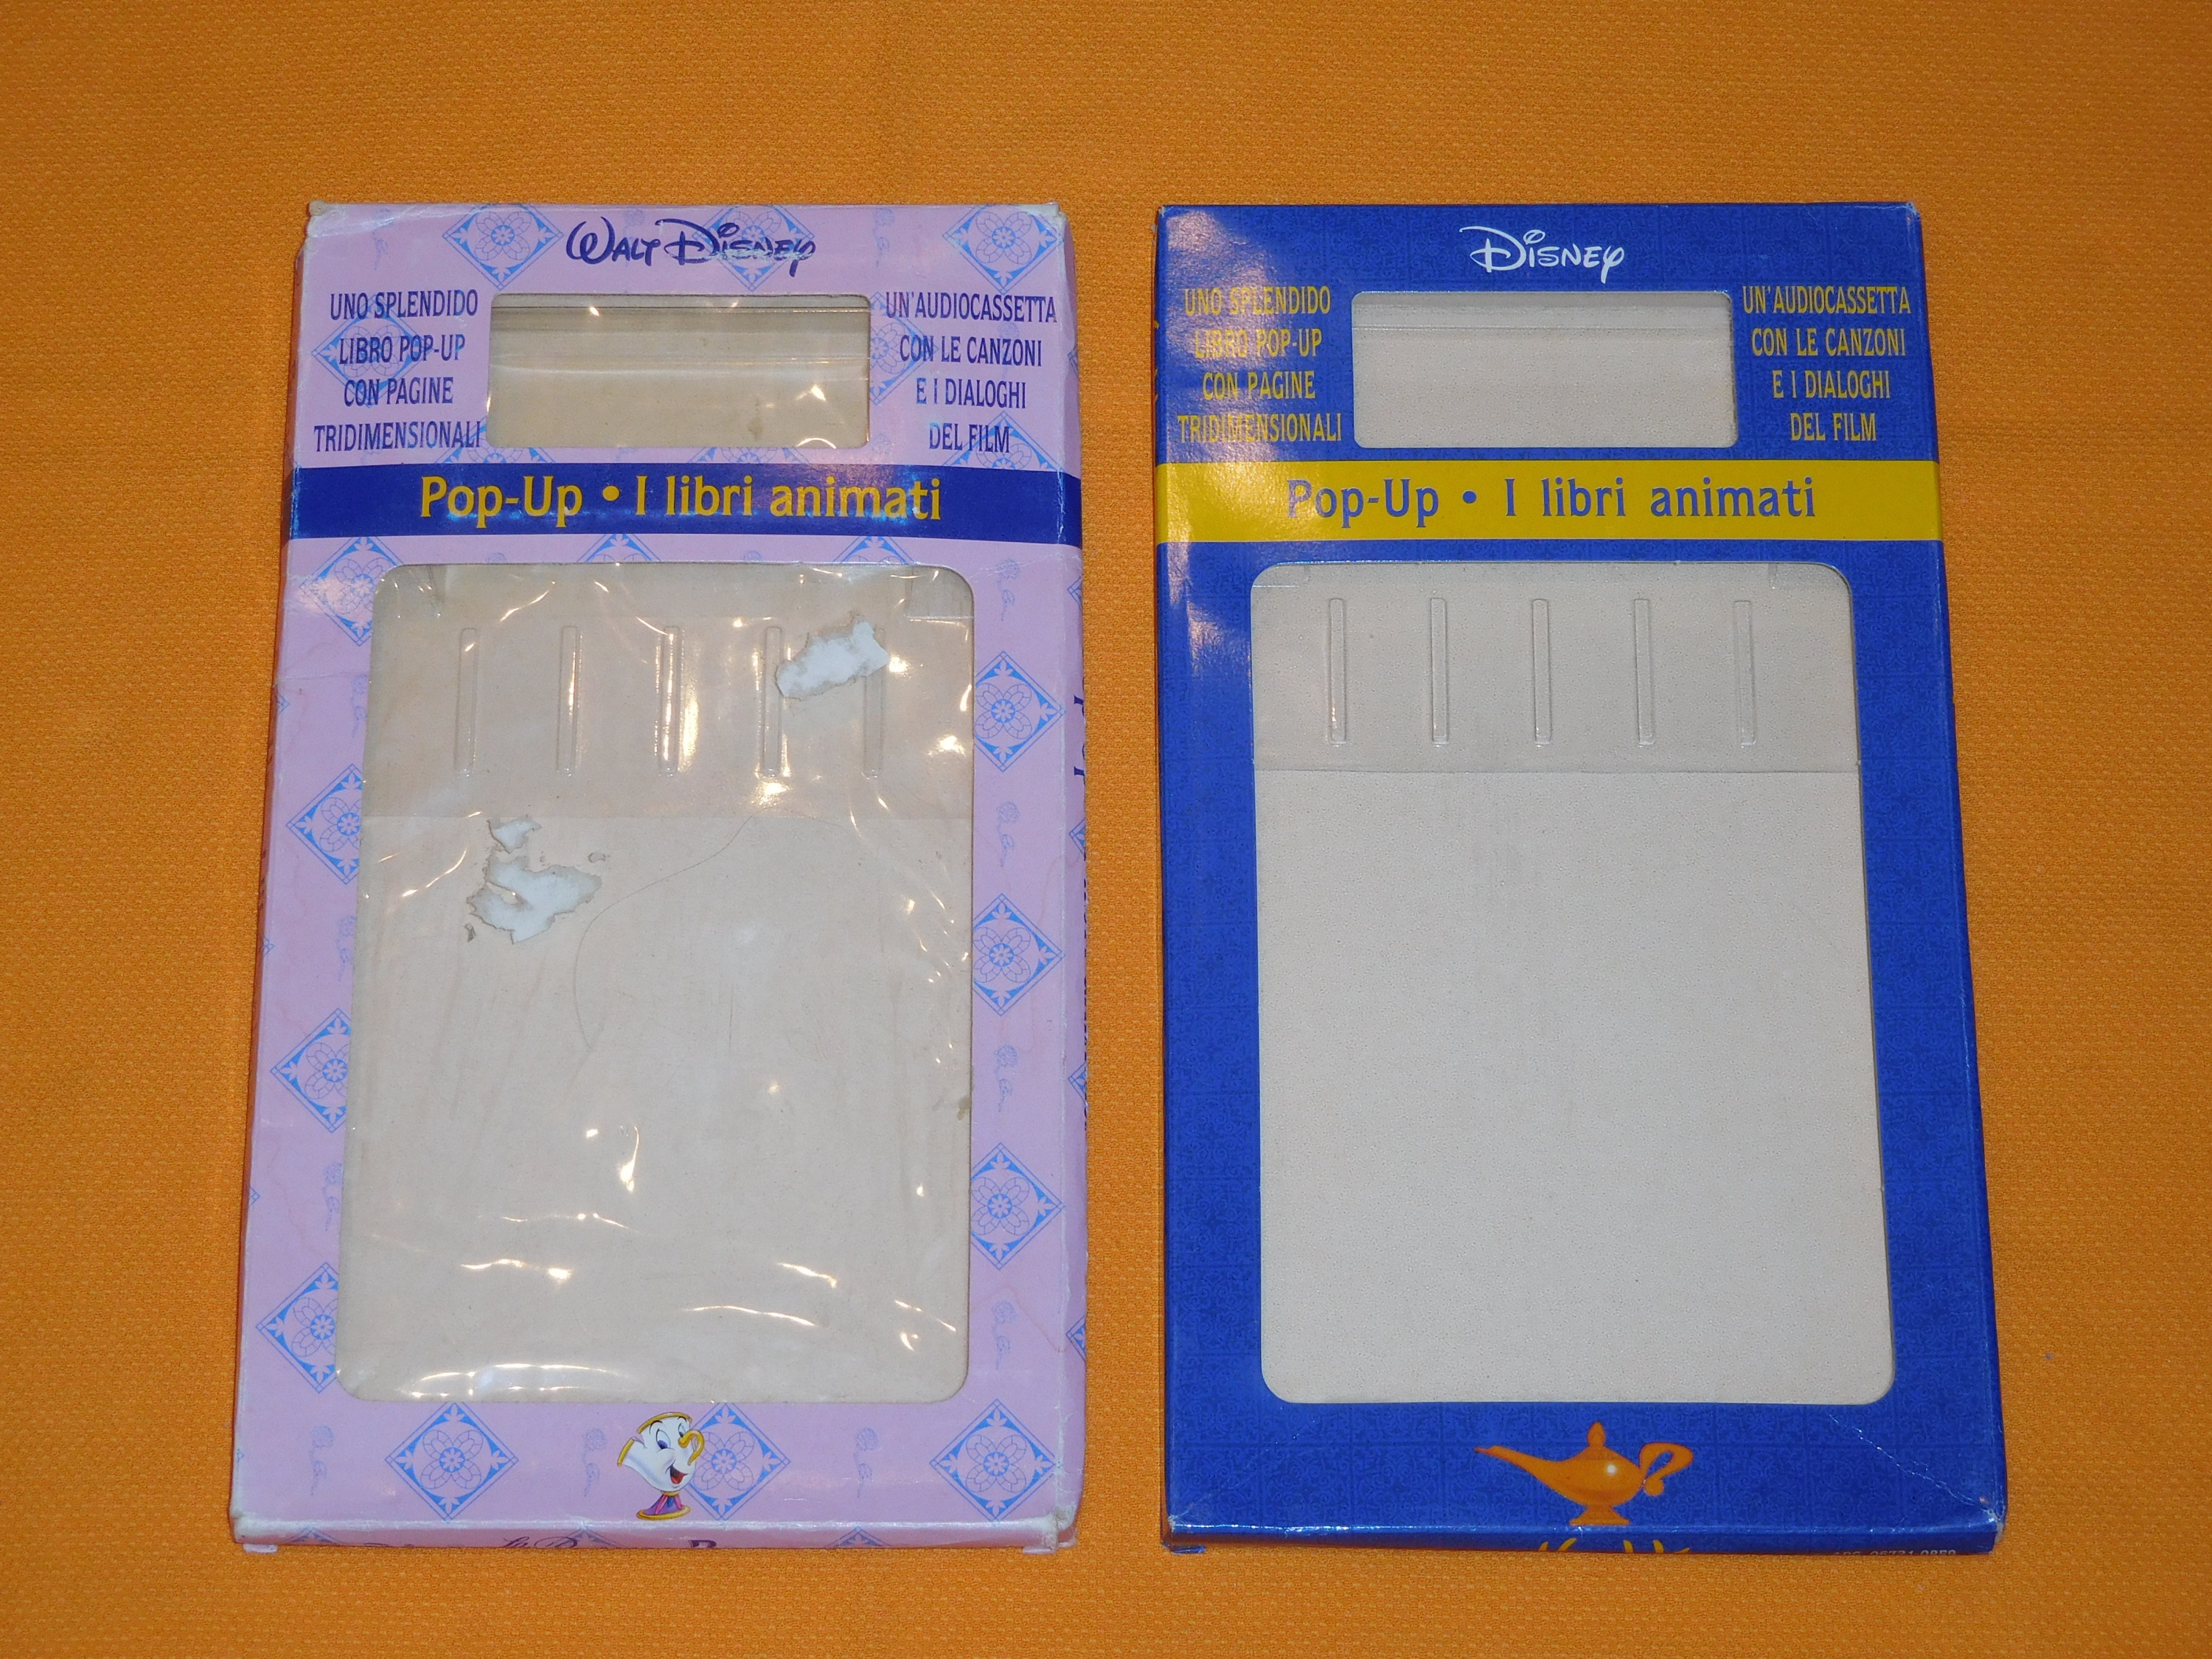 WALT DISNEY
UNO SPLENDIDO
LIBRO POP-UP
CON PAGINE
TRIDIMENSIONALI
UN'AUDIOCASSETTA
CON LE CANZONI
E I DIALOGHI
DEL FILM
Pop-Up • I libri animati
DISNEY
UNO SPLENDIDO
LIBRO POP-UP
CON PAGINE
TRIDIMENSIONALI
UN'AUDIOCASSETTA
CON LE CANZONI
E I DIALOGHI
DEL FILM
Pop-Up • I libri animati